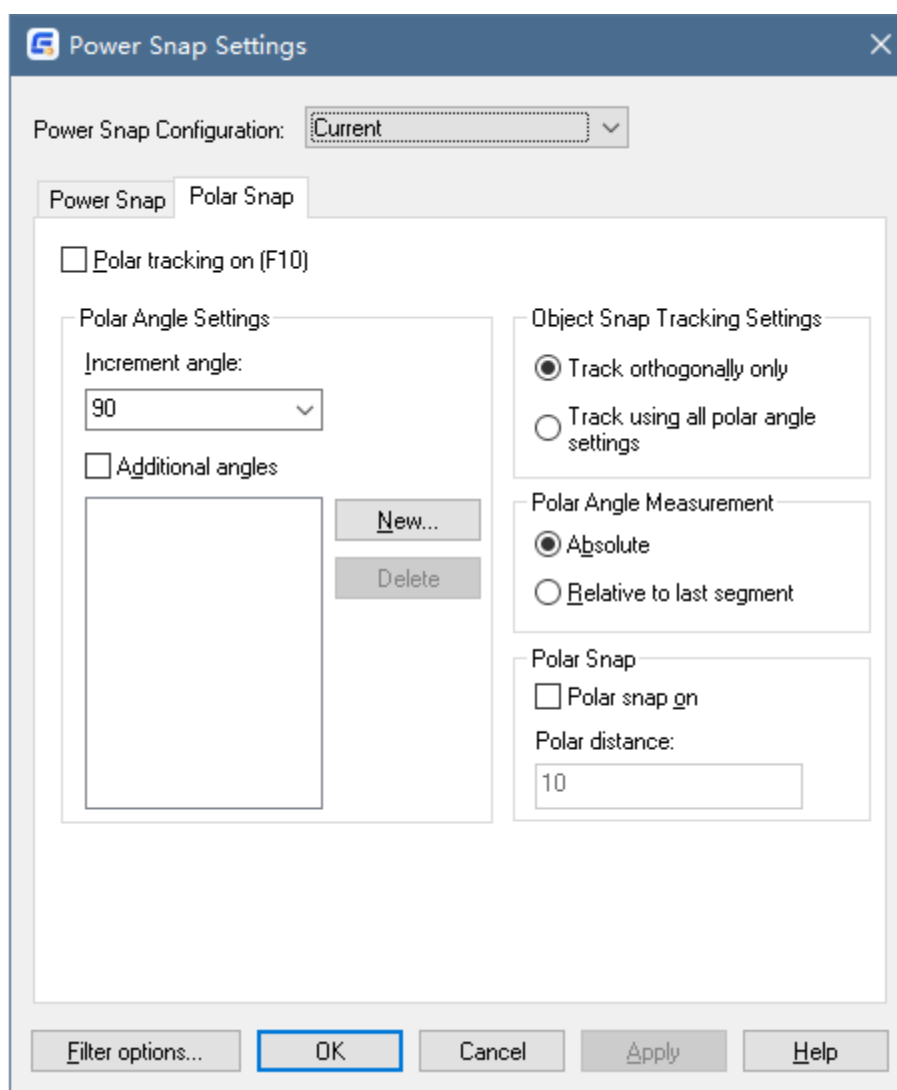 Power Snap Settings
Power Snap Configuration: Current
Power Snap Polar Snap
Polar tracking on (F10)
Polar Angle Settings
Increment angle:
90
Additional angles
New...
Delete
Object Snap Tracking Settings
Track orthogonally only
Track using all polar angle
settings
Polar Angle Measurement
Absolute
Relative to last segment
Polar Snap
Polar snap on
Polar distance:
10
Filter options... OK Cancel Apply Help